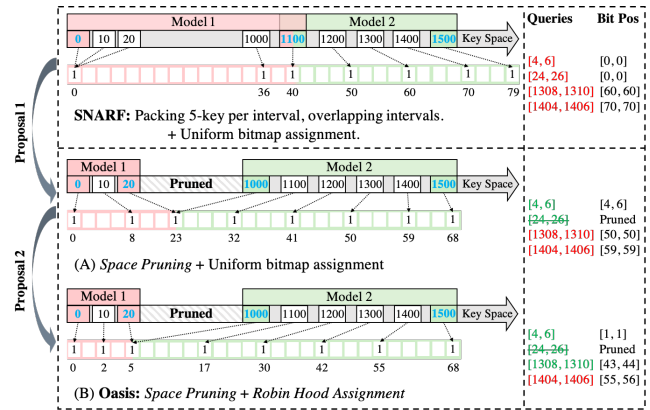 Model 1 Model 2 Queries Bit Pos
0 10 20 1000 1100 1200 1300 1400 1500 Key Space
1 1 1 1 1 1 1
0 36 40 50 60 70 79
[4, 6] [0, 0]
[24, 26] [0, 0]
[1308, 1310] [60, 60]
[1404, 1406] [70, 70]
SNARF: Packing 5-key per interval, overlapping intervals.
+ Uniform bitmap assignment.
Proposal 1
Model 1 Model 2
0 10 20 Pruned 1000 1100 1200 1300 1400 1500 Key Space
1 1 1 1 1 1 1 1
0 8 23 32 41 50 59 68
[4, 6] [4, 6]
[24, 26] Pruned
[1308, 1310] [50, 50]
[1404, 1406] [59, 59]
(A) Space Pruning + Uniform bitmap assignment
Proposal 2
Model 1 Model 2
0 10 20 Pruned 1000 1100 1200 1300 1400 1500 Key Space
1 1 1 1 1 1 1 1
0 2 5 17 30 42 55 68
[4, 6] [1, 1]
[24, 26] Pruned
[1308, 1310] [43, 44]
[1404, 1406] [55, 56]
(B) Oasis: Space Pruning + Robin Hood Assignment